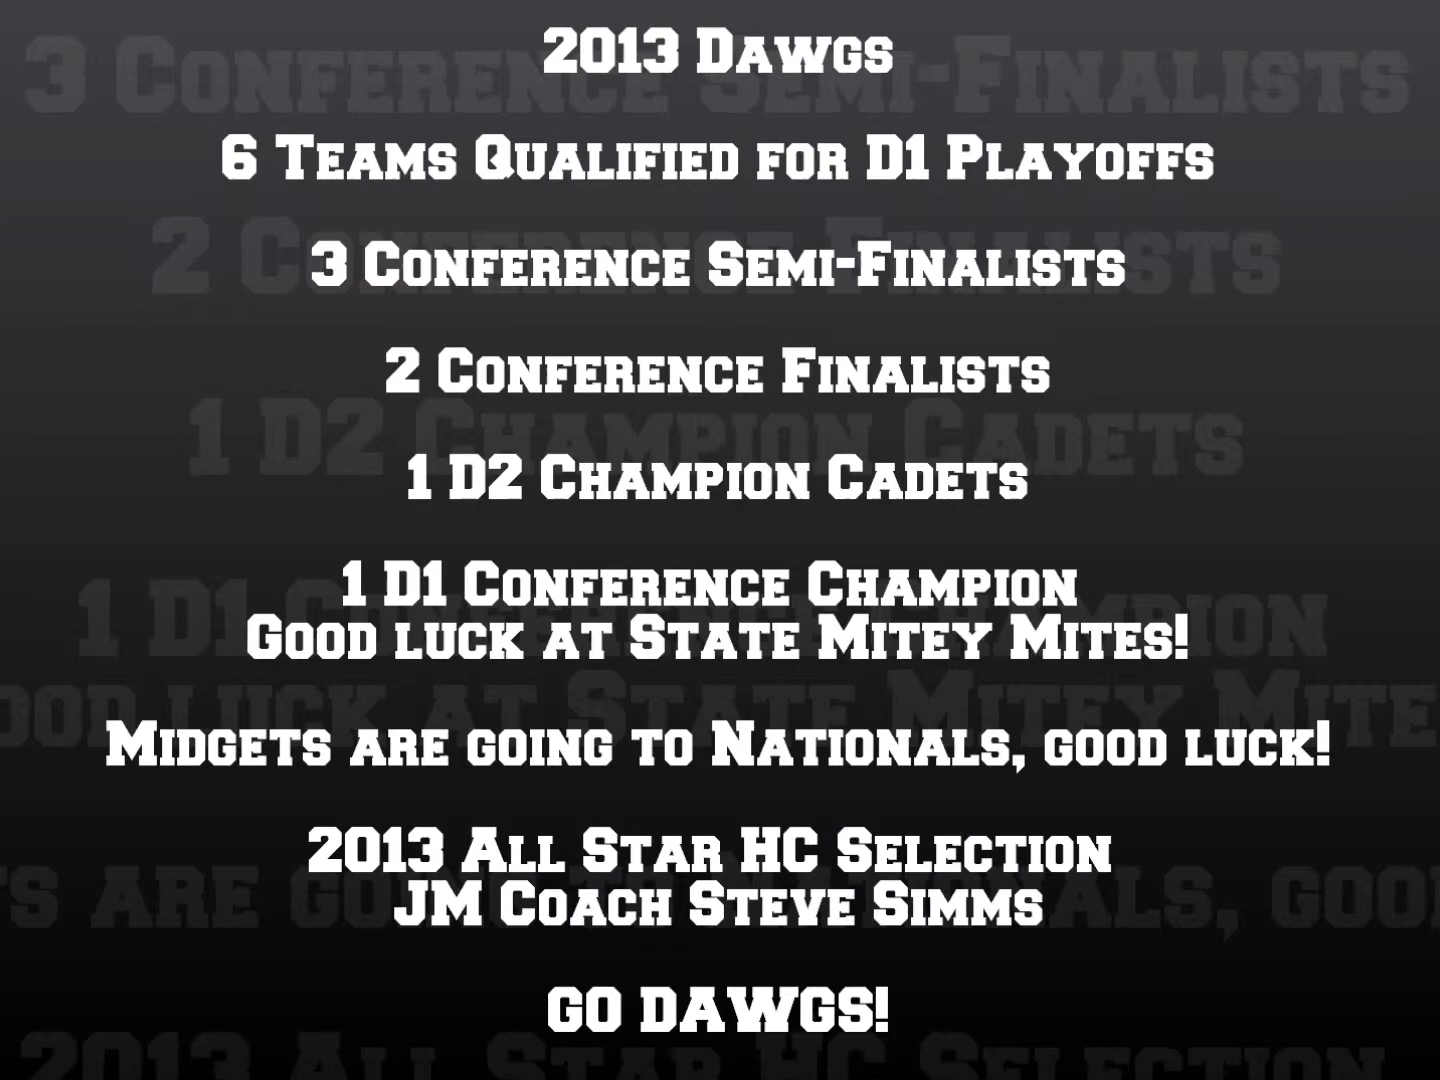 2013 Dawgs
6 Teams Qualified for D1 Playoffs
3 Conference Semi-Finalists
2 Conference Finalists
1 D2 Champion Cadets
1 D1 Conference Champion
Good luck at State Mitey Mites!
Midgets are going to Nationals, good luck!
2013 All Star HC Selection
JM Coach Steve Simms
GO DAWGS!